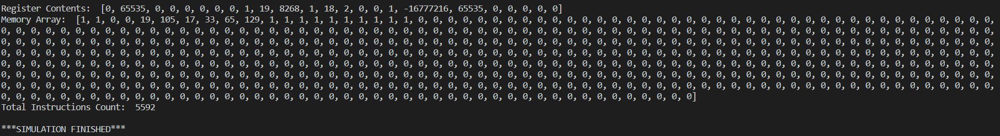 Register Contents:  [0, 65535, 0, 0, 0, 0, 0, 0, 1, 19, 8268, 1, 18, 2, 0, 0, 1, -16777216, 65535, 0, 0, 0, 0, 0]
Memory Array:  [1, 1, 0, 0, 19, 105, 17, 33, 65, 129, 1, 1, 1, 1, 1, 1, 1, 1, 1, 1, 0, 0, 0, 0, 0, 0, 0, 0, 0, 0, 0, 0, 0, 0, 0, 0, 0, 0, 0, 0, 0, 0, 0, 0, 0, 0, 0, 0, 0, 0, 0, 0, 0, 0, 0, 0, 0, 0, 0,
0, 0, 0, 0, 0, 0, 0, 0, 0, 0, 0, 0, 0, 0, 0, 0, 0, 0, 0, 0, 0, 0, 0, 0, 0, 0, 0, 0, 0, 0, 0, 0, 0, 0, 0, 0, 0, 0, 0, 0, 0, 0, 0, 0, 0, 0, 0, 0, 0, 0, 0, 0, 0, 0, 0, 0, 0, 0, 0, 0, 0, 0, 0, 0, 0, 0, 0,
0, 0, 0, 0, 0, 0, 0, 0, 0, 0, 0, 0, 0, 0, 0, 0, 0, 0, 0, 0, 0, 0, 0, 0, 0, 0, 0, 0, 0, 0, 0, 0, 0, 0, 0, 0, 0, 0, 0, 0, 0, 0, 0, 0, 0, 0, 0, 0, 0, 0, 0, 0, 0, 0, 0, 0, 0, 0, 0, 0, 0, 0, 0, 0, 0, 0, 0,
0, 0, 0, 0, 0, 0, 0, 0, 0, 0, 0, 0, 0, 0, 0, 0, 0, 0, 0, 0, 0, 0, 0, 0, 0, 0, 0, 0, 0, 0, 0, 0, 0, 0, 0, 0, 0, 0, 0, 0, 0, 0, 0, 0, 0, 0, 0, 0, 0, 0, 0, 0, 0, 0, 0, 0, 0, 0, 0, 0, 0, 0, 0, 0, 0, 0, 0,
0, 0, 0, 0, 0, 0, 0, 0, 0, 0, 0, 0, 0, 0, 0, 0, 0, 0, 0, 0, 0, 0, 0, 0, 0, 0, 0, 0, 0, 0, 0, 0, 0, 0, 0, 0, 0, 0, 0, 0, 0, 0, 0, 0, 0, 0, 0, 0, 0, 0, 0, 0, 0, 0, 0, 0, 0, 0, 0, 0, 0, 0, 0, 0, 0, 0, 0,
0, 0, 0, 0, 0, 0, 0, 0, 0, 0, 0, 0, 0, 0, 0, 0, 0, 0, 0, 0, 0, 0, 0, 0, 0, 0, 0, 0, 0, 0, 0, 0, 0, 0, 0, 0, 0, 0, 0, 0, 0, 0, 0, 0, 0, 0, 0, 0, 0, 0, 0, 0, 0, 0, 0, 0, 0, 0, 0, 0, 0, 0, 0, 0, 0, 0, 0,
0, 0, 0, 0, 0, 0, 0, 0, 0, 0, 0, 0, 0, 0, 0, 0, 0, 0, 0, 0, 0, 0, 0, 0, 0, 0, 0, 0, 0, 0, 0, 0, 0, 0, 0, 0, 0, 0, 0, 0, 0, 0, 0, 0, 0, 0, 0, 0, 0, 0, 0, 0, 0, 0, 0, 0, 0, 0, 0, 0, 0, 0, 0, 0, 0, 0, 0,
0, 0, 0, 0, 0, 0, 0, 0, 0, 0, 0, 0, 0, 0, 0, 0, 0, 0, 0, 0, 0, 0, 0, 0, 0, 0, 0, 0, 0, 0, 0, 0, 0, 0, 0, 0, 0, 0, 0, 0, 0, 0, 0, 0, 0, 0, 0]
Total Instructions Count:  5592
***SIMULATION FINISHED***